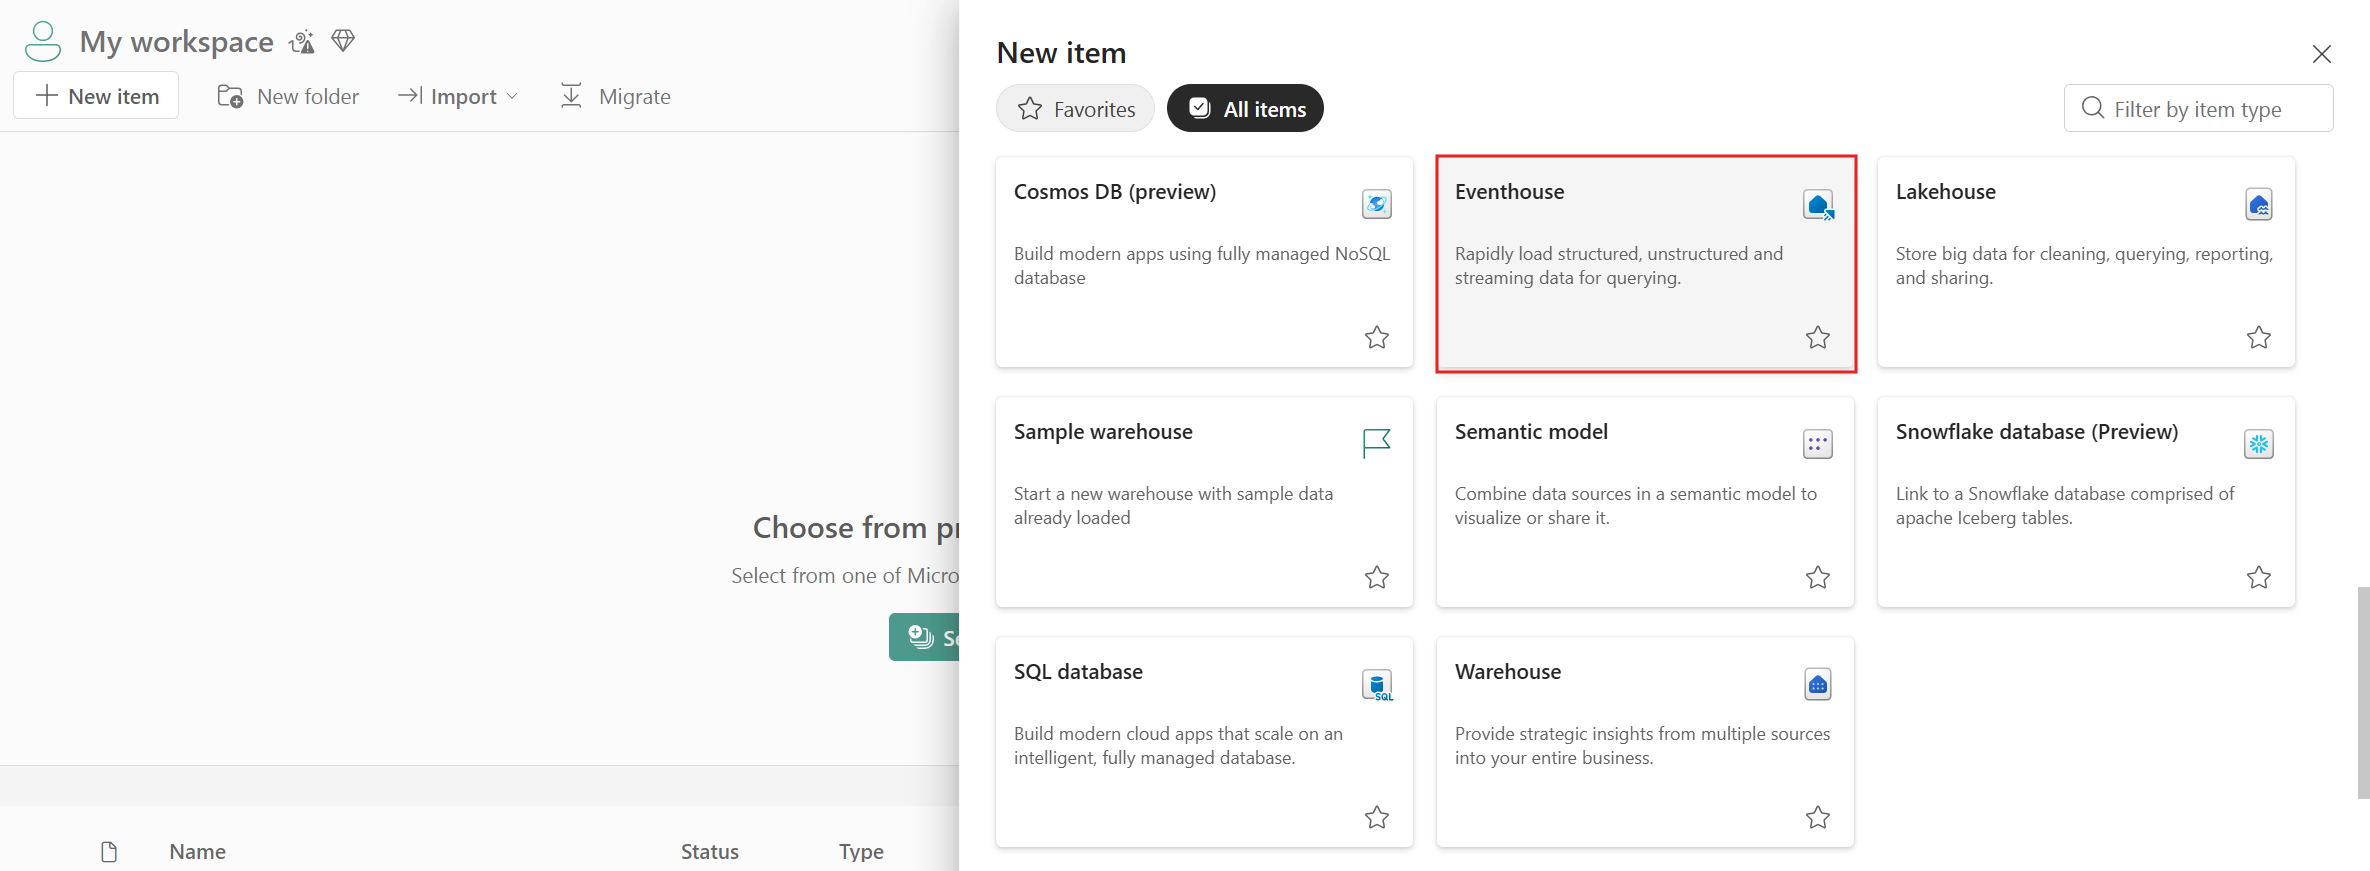 My workspace
New item
New folder
Import
Migrate
Choose from
Select from one of
Name
Status
Type
New item
Favorites
All items
Filter by item type
Cosmos DB (preview)
Build modern apps using fully managed NoSQL
database
Eventhouse
Rapidly load structured, unstructured and
streaming data for querying.
Lakehouse
Store big data for cleaning, querying, reporting,
and sharing.
Sample warehouse
Start a new warehouse with sample data
already loaded
Semantic model
Combine data sources in a semantic model to
visualize or share it.
Snowflake database (Preview)
Link to a Snowflake database comprised of
apache Iceberg tables.
SQL database
SQL
Build modern cloud apps that scale on an
intelligent, fully managed database.
Warehouse
Provide strategic insights from multiple sources
into your entire business.